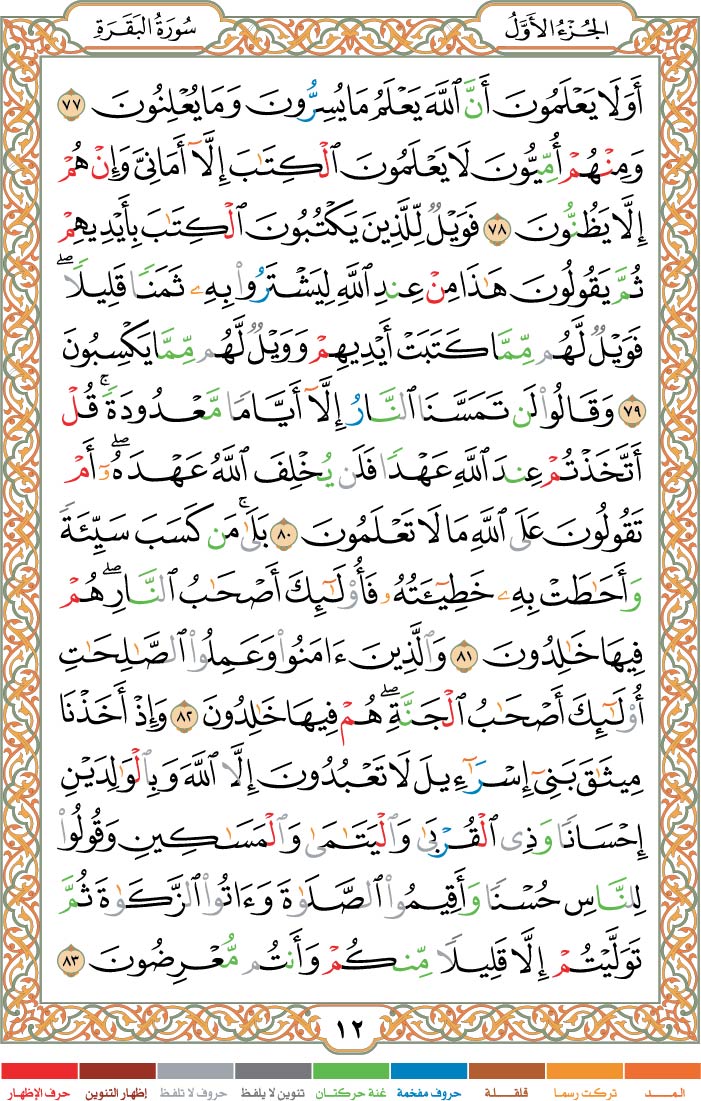 الجُزْءُ الأَوَّلُ
سُورَةُ البَقَرَةِ
أَوَلَا يَعْلَمُونَ أَنَّ ٱللَّهَ يَعْلَمُ مَا يُسِرُّونَ وَمَا يُعْلِنُونَ ٧٧
وَمِنْهُمْ أُمِّيُّونَ لَا يَعْلَمُونَ ٱلْكِتَٰبَ إِلَّآ أَمَانِىَّ وَإِنْ هُمْ
إِلَّا يَظُنُّونَ ٧٨ فَوَيْلٌ لِّلَّذِينَ يَكْتُبُونَ ٱلْكِتَٰبَ بِأَيْدِيهِمْ
ثُمَّ يَقُولُونَ هَٰذَا مِنْ عِندِ ٱللَّهِ لِيَشْتَرُوا۟ بِهِۦ ثَمَنًا قَلِيلًا ۖ
فَوَيْلٌ لَّهُم مِّمَّا كَتَبَتْ أَيْدِيهِمْ وَوَيْلٌ لَّهُم مِّمَّا يَكْسِبُونَ
٧٩ وَقَالُوا۟ لَن تَمَسَّنَا ٱلنَّارُ إِلَّآ أَيَّامًا مَّعْدُودَةً ۚ قُلْ
أَتَّخَذْتُمْ عِندَ ٱللَّهِ عَهْدًا فَلَن يُخْلِفَ ٱللَّهُ عَهْدَهُۥٓ ۖ أَمْ
تَقُولُونَ عَلَى ٱللَّهِ مَا لَا تَعْلَمُونَ ٨٠ بَلَىٰ ۚ مَن كَسَبَ سَيِّئَةً
وَأَحَٰطَتْ بِهِۦ خَطِيٓـَٔتُهُۥ فَأُو۟لَٰٓئِكَ أَصْحَٰبُ ٱلنَّارِ ۖ هُمْ
فِيهَا خَٰلِدُونَ ٨١ وَٱلَّذِينَ ءَامَنُوا۟ وَعَمِلُوا۟ ٱلصَّٰلِحَٰتِ
أُو۟لَٰٓئِكَ أَصْحَٰبُ ٱلْجَنَّةِ ۖ هُمْ فِيهَا خَٰلِدُونَ ٨٢ وَإِذْ أَخَذْنَا
مِيثَٰقَ بَنِىٓ إِسْرَٰٓءِيلَ لَا تَعْبُدُونَ إِلَّا ٱللَّهَ وَبِٱلْوَٰلِدَيْنِ
إِحْسَانًا وَذِى ٱلْقُرْبَىٰ وَٱلْيَتَٰمَىٰ وَٱلْمَسَٰكِينِ وَقُولُوا۟
لِلنَّاسِ حُسْنًا وَأَقِيمُوا۟ ٱلصَّلَوٰةَ وَءَاتُوا۟ ٱلزَّكَوٰةَ ثُمَّ
تَوَلَّيْتُمْ إِلَّا قَلِيلًا مِّنكُمْ وَأَنتُم مُّعْرِضُونَ ٨٣
١٢
المــد
تركت رسما
قلقلة
حروف مفخمة
غنة حركتان
تنوين لا يلفظ
حروف لا تلفظ
إظهار التنوين
حرف الإظهار